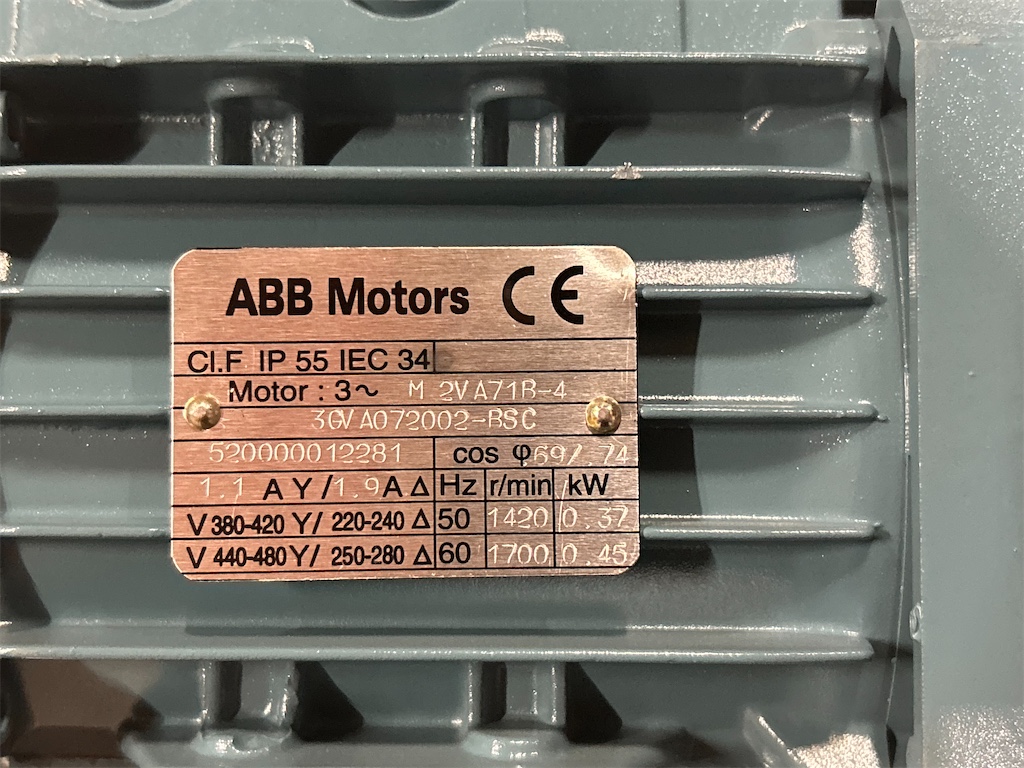 ABB Motors CE
Cl.F IP 55 IEC 34
Motor : 3~ M 2VA71B-4
3GVA072002-BSC
520000012281 cos φ .69/.74
1.1 A Y / 1.9 A Δ Hz r/min kW
V 380-420 Y/ 220-240 Δ 50 1420 0.37
V 440-480 Y/ 250-280 Δ 60 1700 0.45